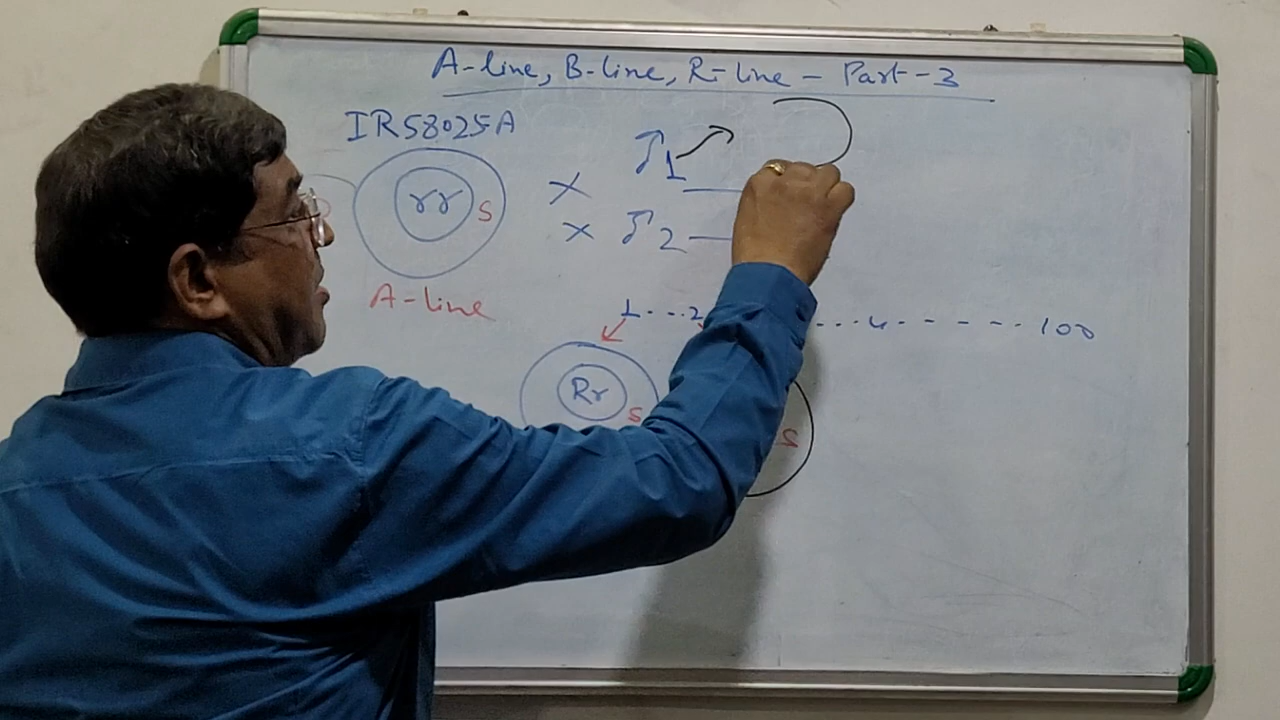 A-line, B-line, R-line - Part-3
IR58025A
rr S × 1
× 2
A-line
1 . . . 2 . . . 4 - - - - - . . 100
Rr S S